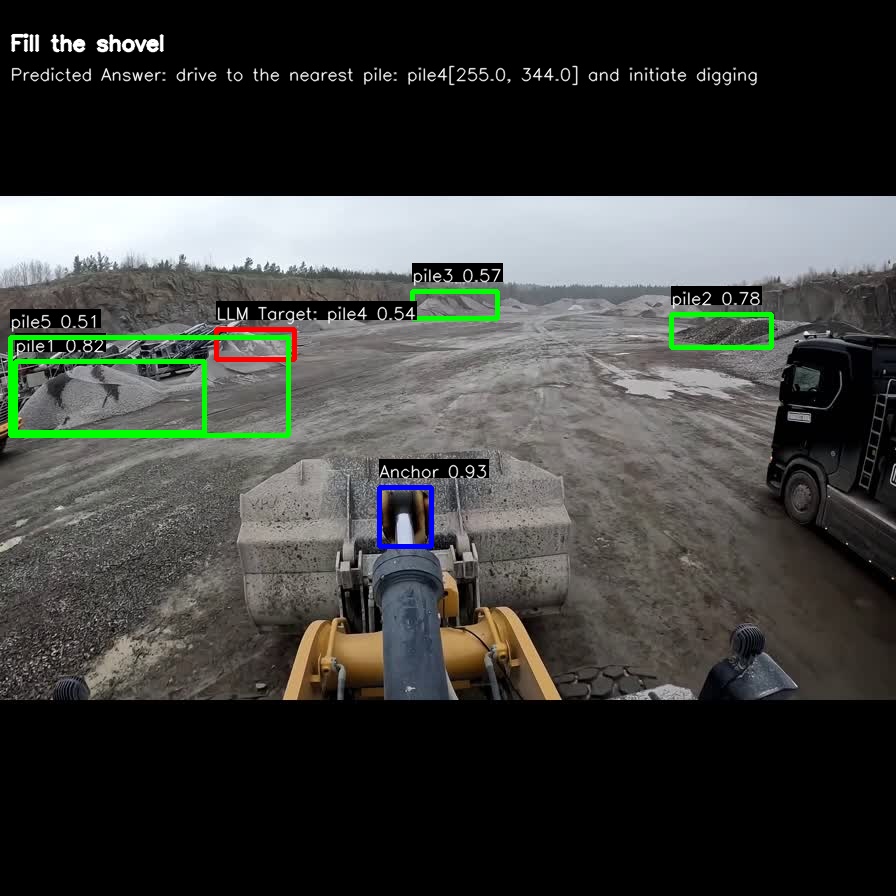 Fill the shovel
Predicted Answer: drive to the nearest pile: pile4[255.0, 344.0] and initiate digging
pile3 0.57
pile2 0.78
LLM Target: pile4 0.54
pile5 0.51
pile1 0.82
Anchor 0.93